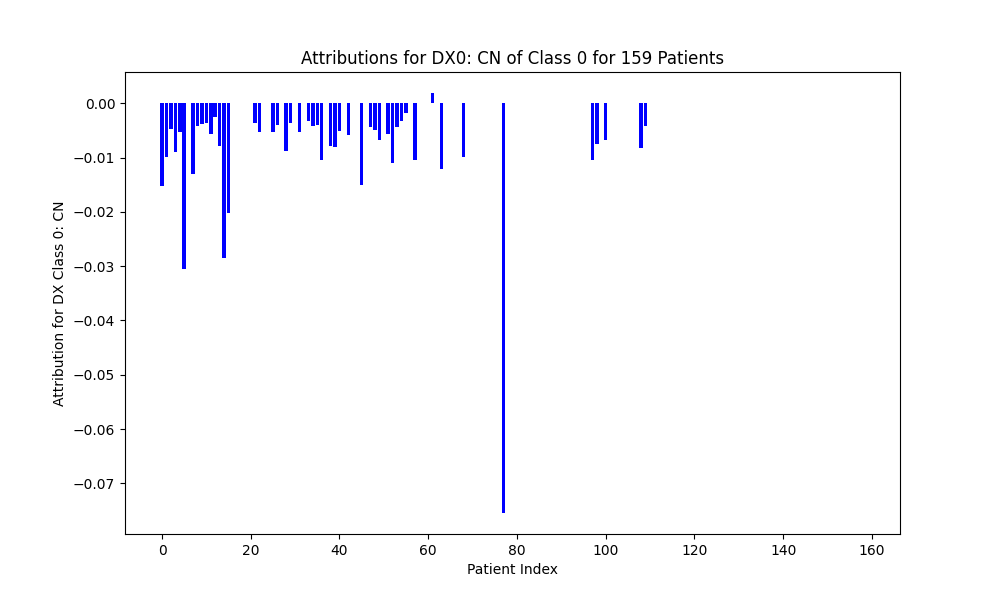 Attributions for DX0: CN of Class 0 for 159 Patients
Attribution for DX Class 0: CN
0.00
−0.01
−0.02
−0.03
−0.04
−0.05
−0.06
−0.07
0 20 40 60 80 100 120 140 160
Patient Index